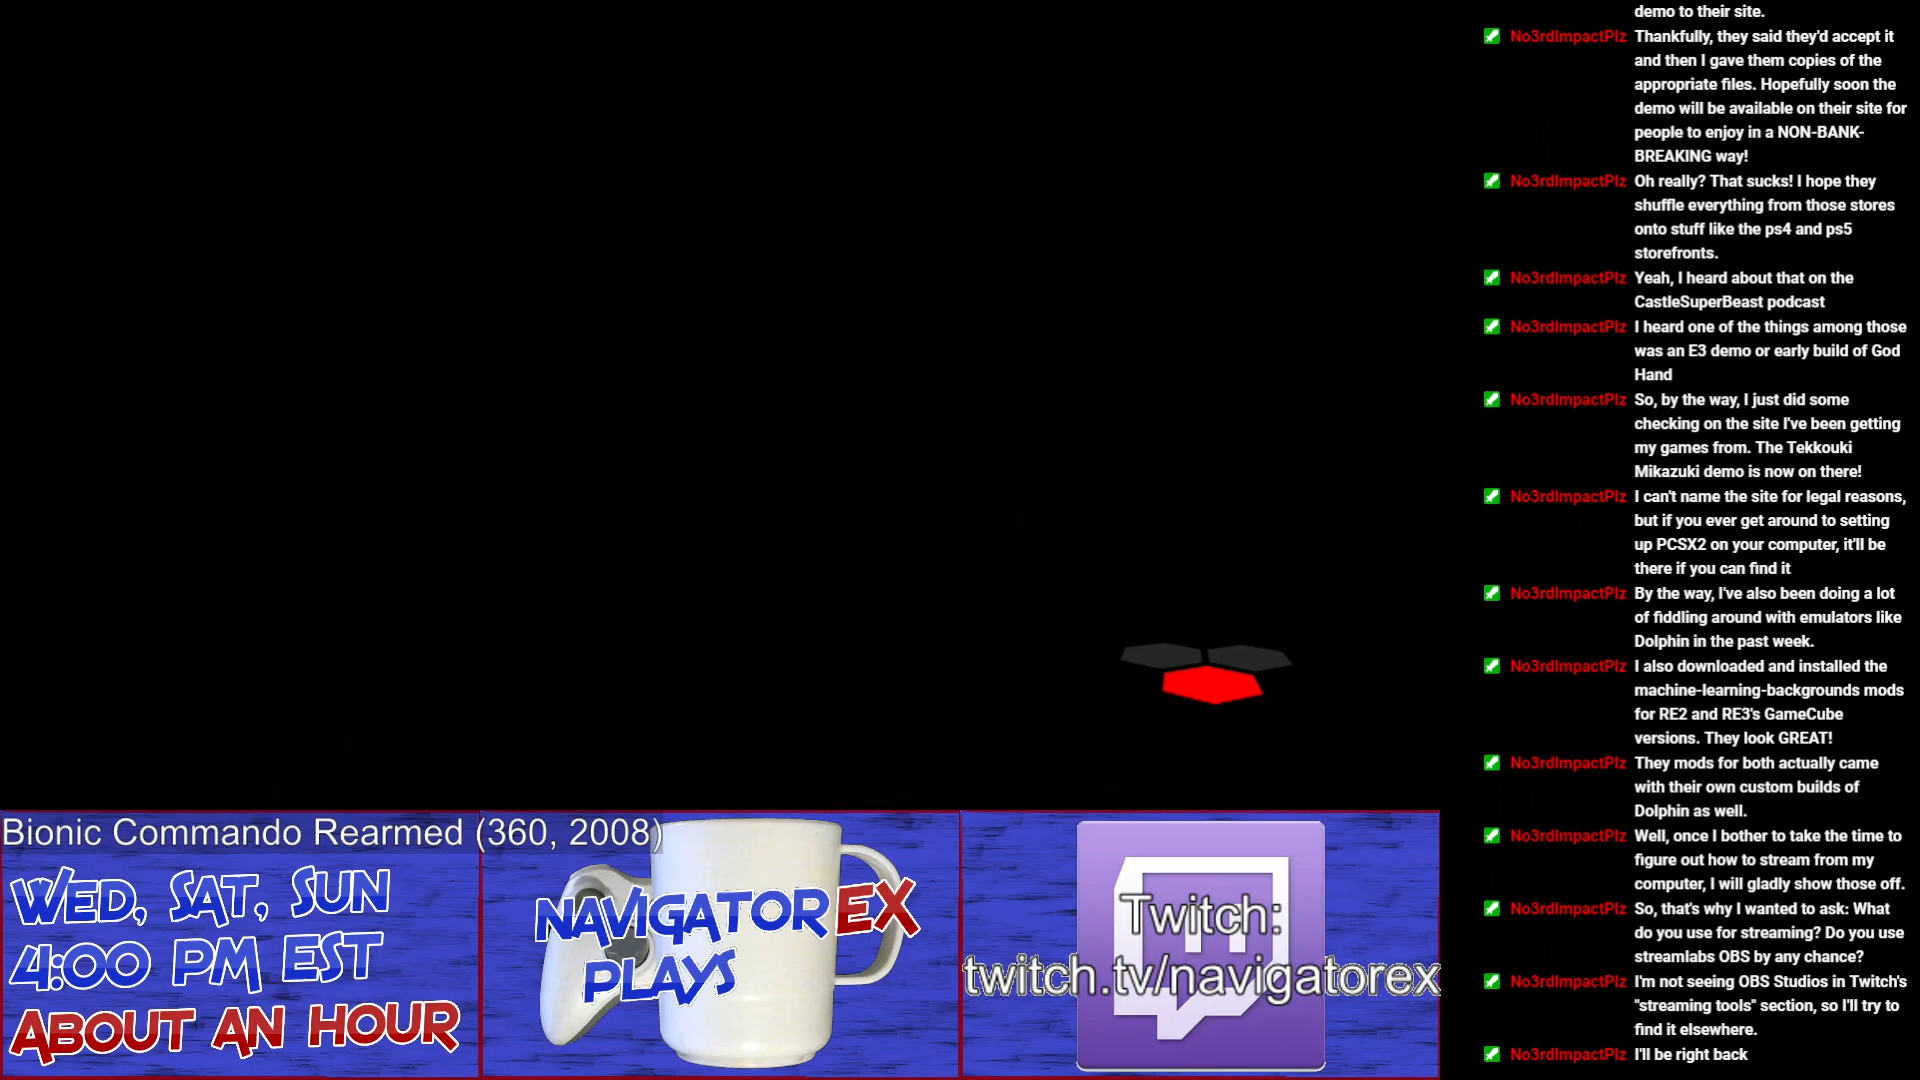 demo to their site.
No3rdImpactPlz Thankfully, they said they'd accept it
and then I gave them copies of the
appropriate files. Hopefully soon the
demo will be available on their site for
people to enjoy in a NON-BANK-
BREAKING way!
No3rdImpactPlz Oh really? That sucks! I hope they
shuffle everything from those stores
onto stuff like the ps4 and ps5
storefronts.
No3rdImpactPlz Yeah, I heard about that on the
CastleSuperBeast podcast
No3rdImpactPlz I heard one of the things among those
was an E3 demo or early build of God
Hand
No3rdImpactPlz So, by the way, I just did some
checking on the site I've been getting
my games from. The Tekkouki
Mikazuki demo is now on there!
No3rdImpactPlz I can't name the site for legal reasons,
but if you ever get around to setting
up PCSX2 on your computer, it'll be
there if you can find it
No3rdImpactPlz By the way, I've also been doing a lot
of fiddling around with emulators like
Dolphin in the past week.
No3rdImpactPlz I also downloaded and installed the
machine-learning-backgrounds mods
for RE2 and RE3's GameCube
versions. They look GREAT!
No3rdImpactPlz They mods for both actually came
with their own custom builds of
Dolphin as well.
No3rdImpactPlz Well, once I bother to take the time to
figure out how to stream from my
computer, I will gladly show those off.
No3rdImpactPlz So, that's why I wanted to ask: What
do you use for streaming? Do you use
streamlabs OBS by any chance?
No3rdImpactPlz I'm not seeing OBS Studios in Twitch's
"streaming tools" section, so I'll try to
find it elsewhere.
No3rdImpactPlz I'll be right back
Bionic Commando Rearmed (360, 2008)
WED, SAT, SUN
4:00 PM EST
ABOUT AN HOUR
NAVIGATOREX
PLAYS
Twitch:
twitch.tv/navigatorex